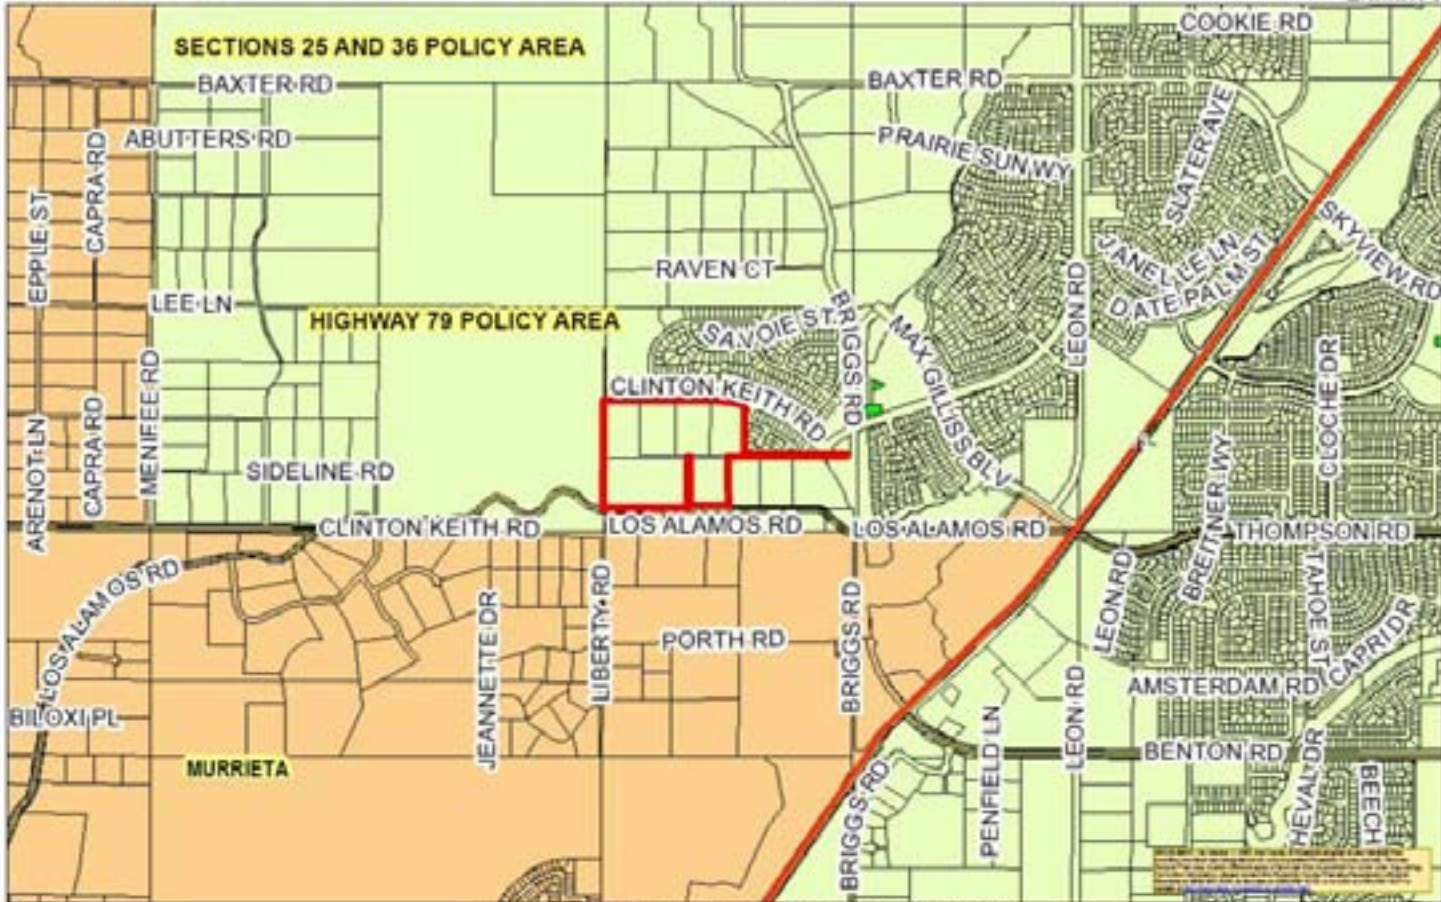 COOKIE RD
SECTIONS 25 AND 36 POLICY AREA
BAXTER RD
BAXTER RD
ABUTTERS RD
PRAIRIE SUN WY
SLATER AVE
CAPRA RD
EPPLE ST
SKYVIEW RD
JANELLE LN
DATE PALM ST
RAVEN CT
LEON RD
LEE LN
HIGHWAY 79 POLICY AREA
SAVOIE ST
BRIGGS RD
MAX GILLISS BLV
CLOCHE DR
MENIFEE RD
CLINTON KEITH RD
CAPRA RD
ARENOT LN
SIDELINE RD
BREITNER WY
CLINTON KEITH RD
LOS ALAMOS RD
LOS ALAMOS RD
THOMPSON RD
LOS ALAMOS RD
JEANNETTE DR
LIBERTY RD
PORTH RD
BRIGGS RD
LEON RD
TAHOE ST
CAPRI DR
AMSTERDAM RD
BILOXI PL
LEON RD
PENFIELD LN
BENTON RD
MURRIETA
BRIGGS RD
HEVAL DR
BEECH